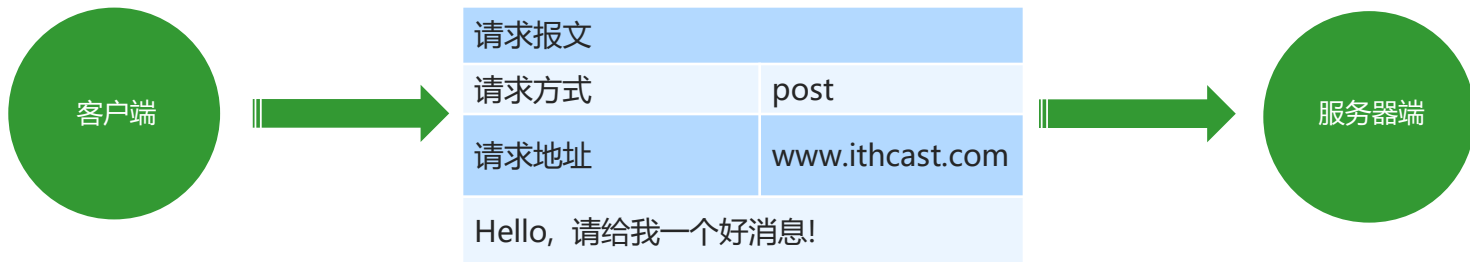 客户端
请求报文
请求方式 post
请求地址 www.ithcast.com
Hello, 请给我一个好消息!
服务器端